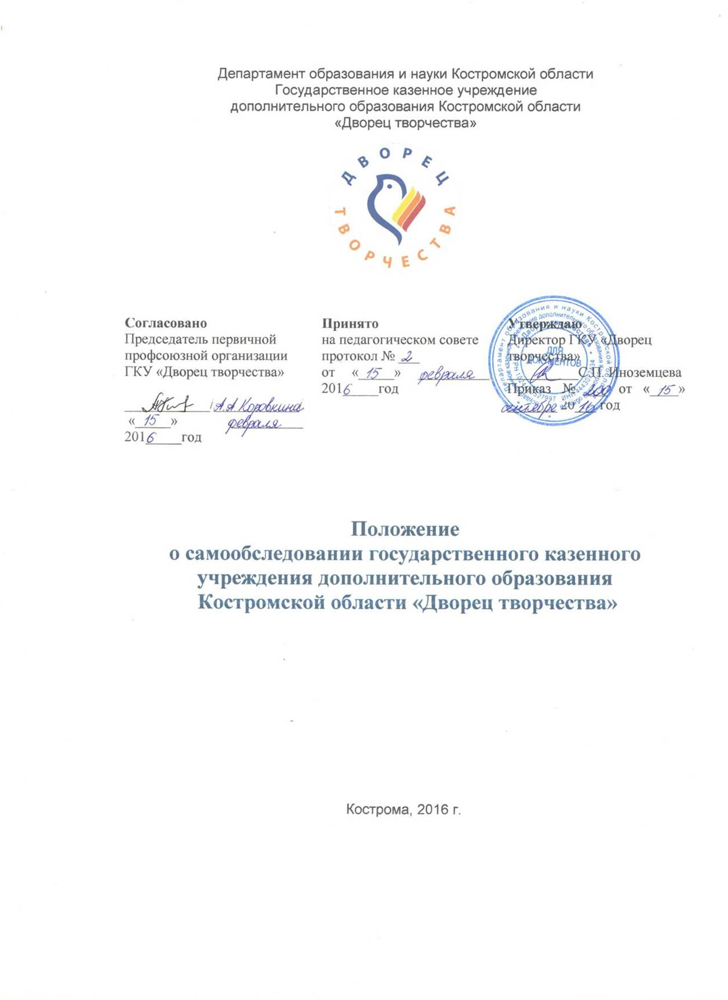 Департамент образования и науки Костромской области
Государственное казенное учреждение
дополнительного образования Костромской области
«Дворец творчества»
ДВОРЕЦ
ТВОРЧЕСТВА
Согласовано
Председатель первичной
профсоюзной организации
ГКУ «Дворец творчества»
А.А Коровкина
«15» февраля
2016 год
Принято
на педагогическом совете
протокол № 2
от «15» февраля
2016 год
Утверждаю
Директор ГКУ «Дворец
творчества»
С.П. Иноземцева
Приказ № 200 от «15»
сентября 2016 год
ДЛЯ
ДОКУМЕНТОВ
Положение
о самообследовании государственного казенного
учреждения дополнительного образования
Костромской области «Дворец творчества»
Кострома, 2016 г.